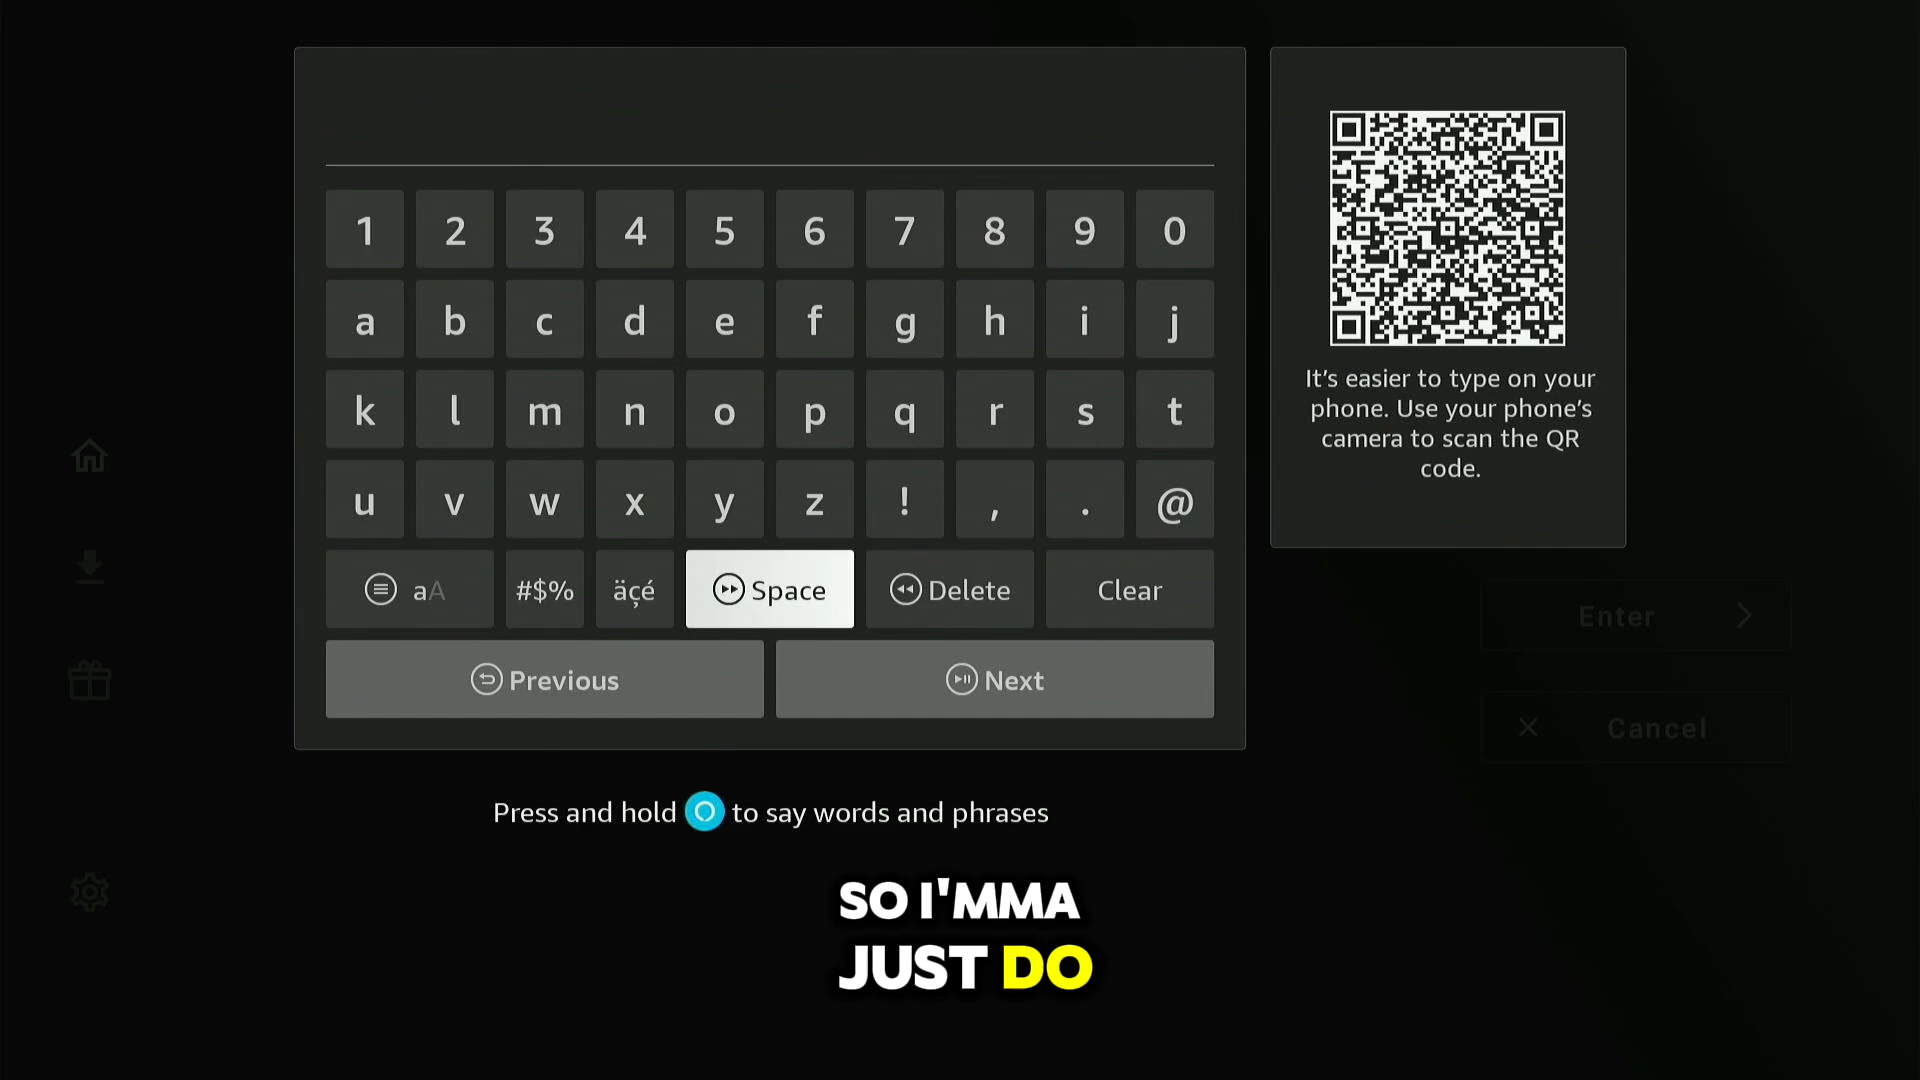 1 2 3 4 5 6 7 8 9 0
a b c d e f g h i j
k l m n o p q r s t
u v w x y z ! , . @
aA #$% äçé Space Delete Clear
Previous Next
It's easier to type on your
phone. Use your phone's
camera to scan the QR
code.
Enter
Cancel
Press and hold to say words and phrases
SO I'MMA
JUST DO